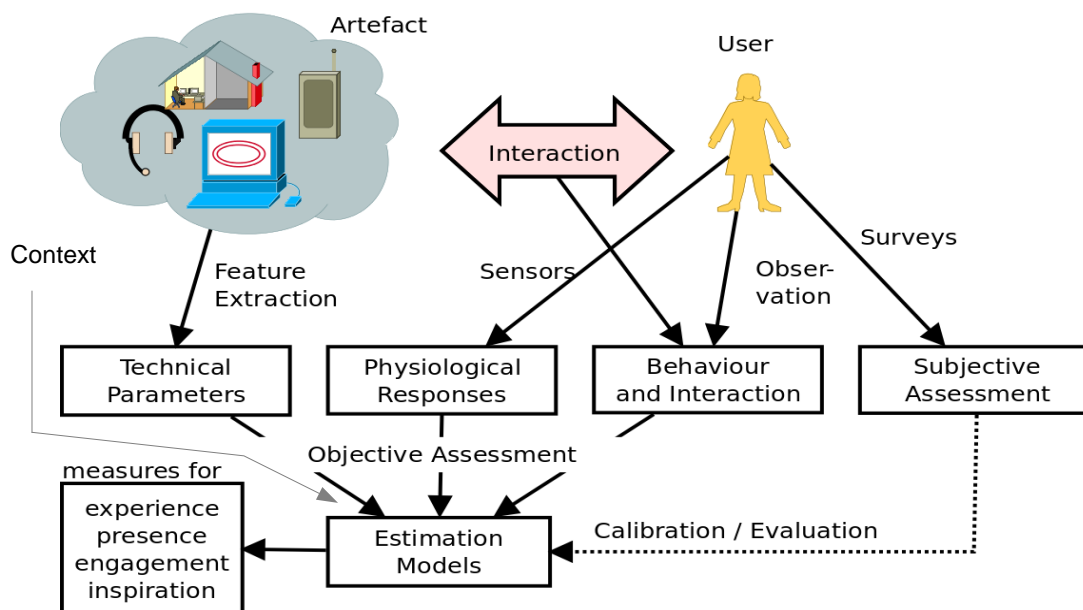 Artefact
User
Interaction
Context
Feature
Extraction
Sensors
Obser-
vation
Surveys
Technical
Parameters
Physiological
Responses
Behaviour
and Interaction
Subjective
Assessment
Objective Assessment
measures for
experience
presence
engagement
inspiration
Estimation
Models
Calibration / Evaluation